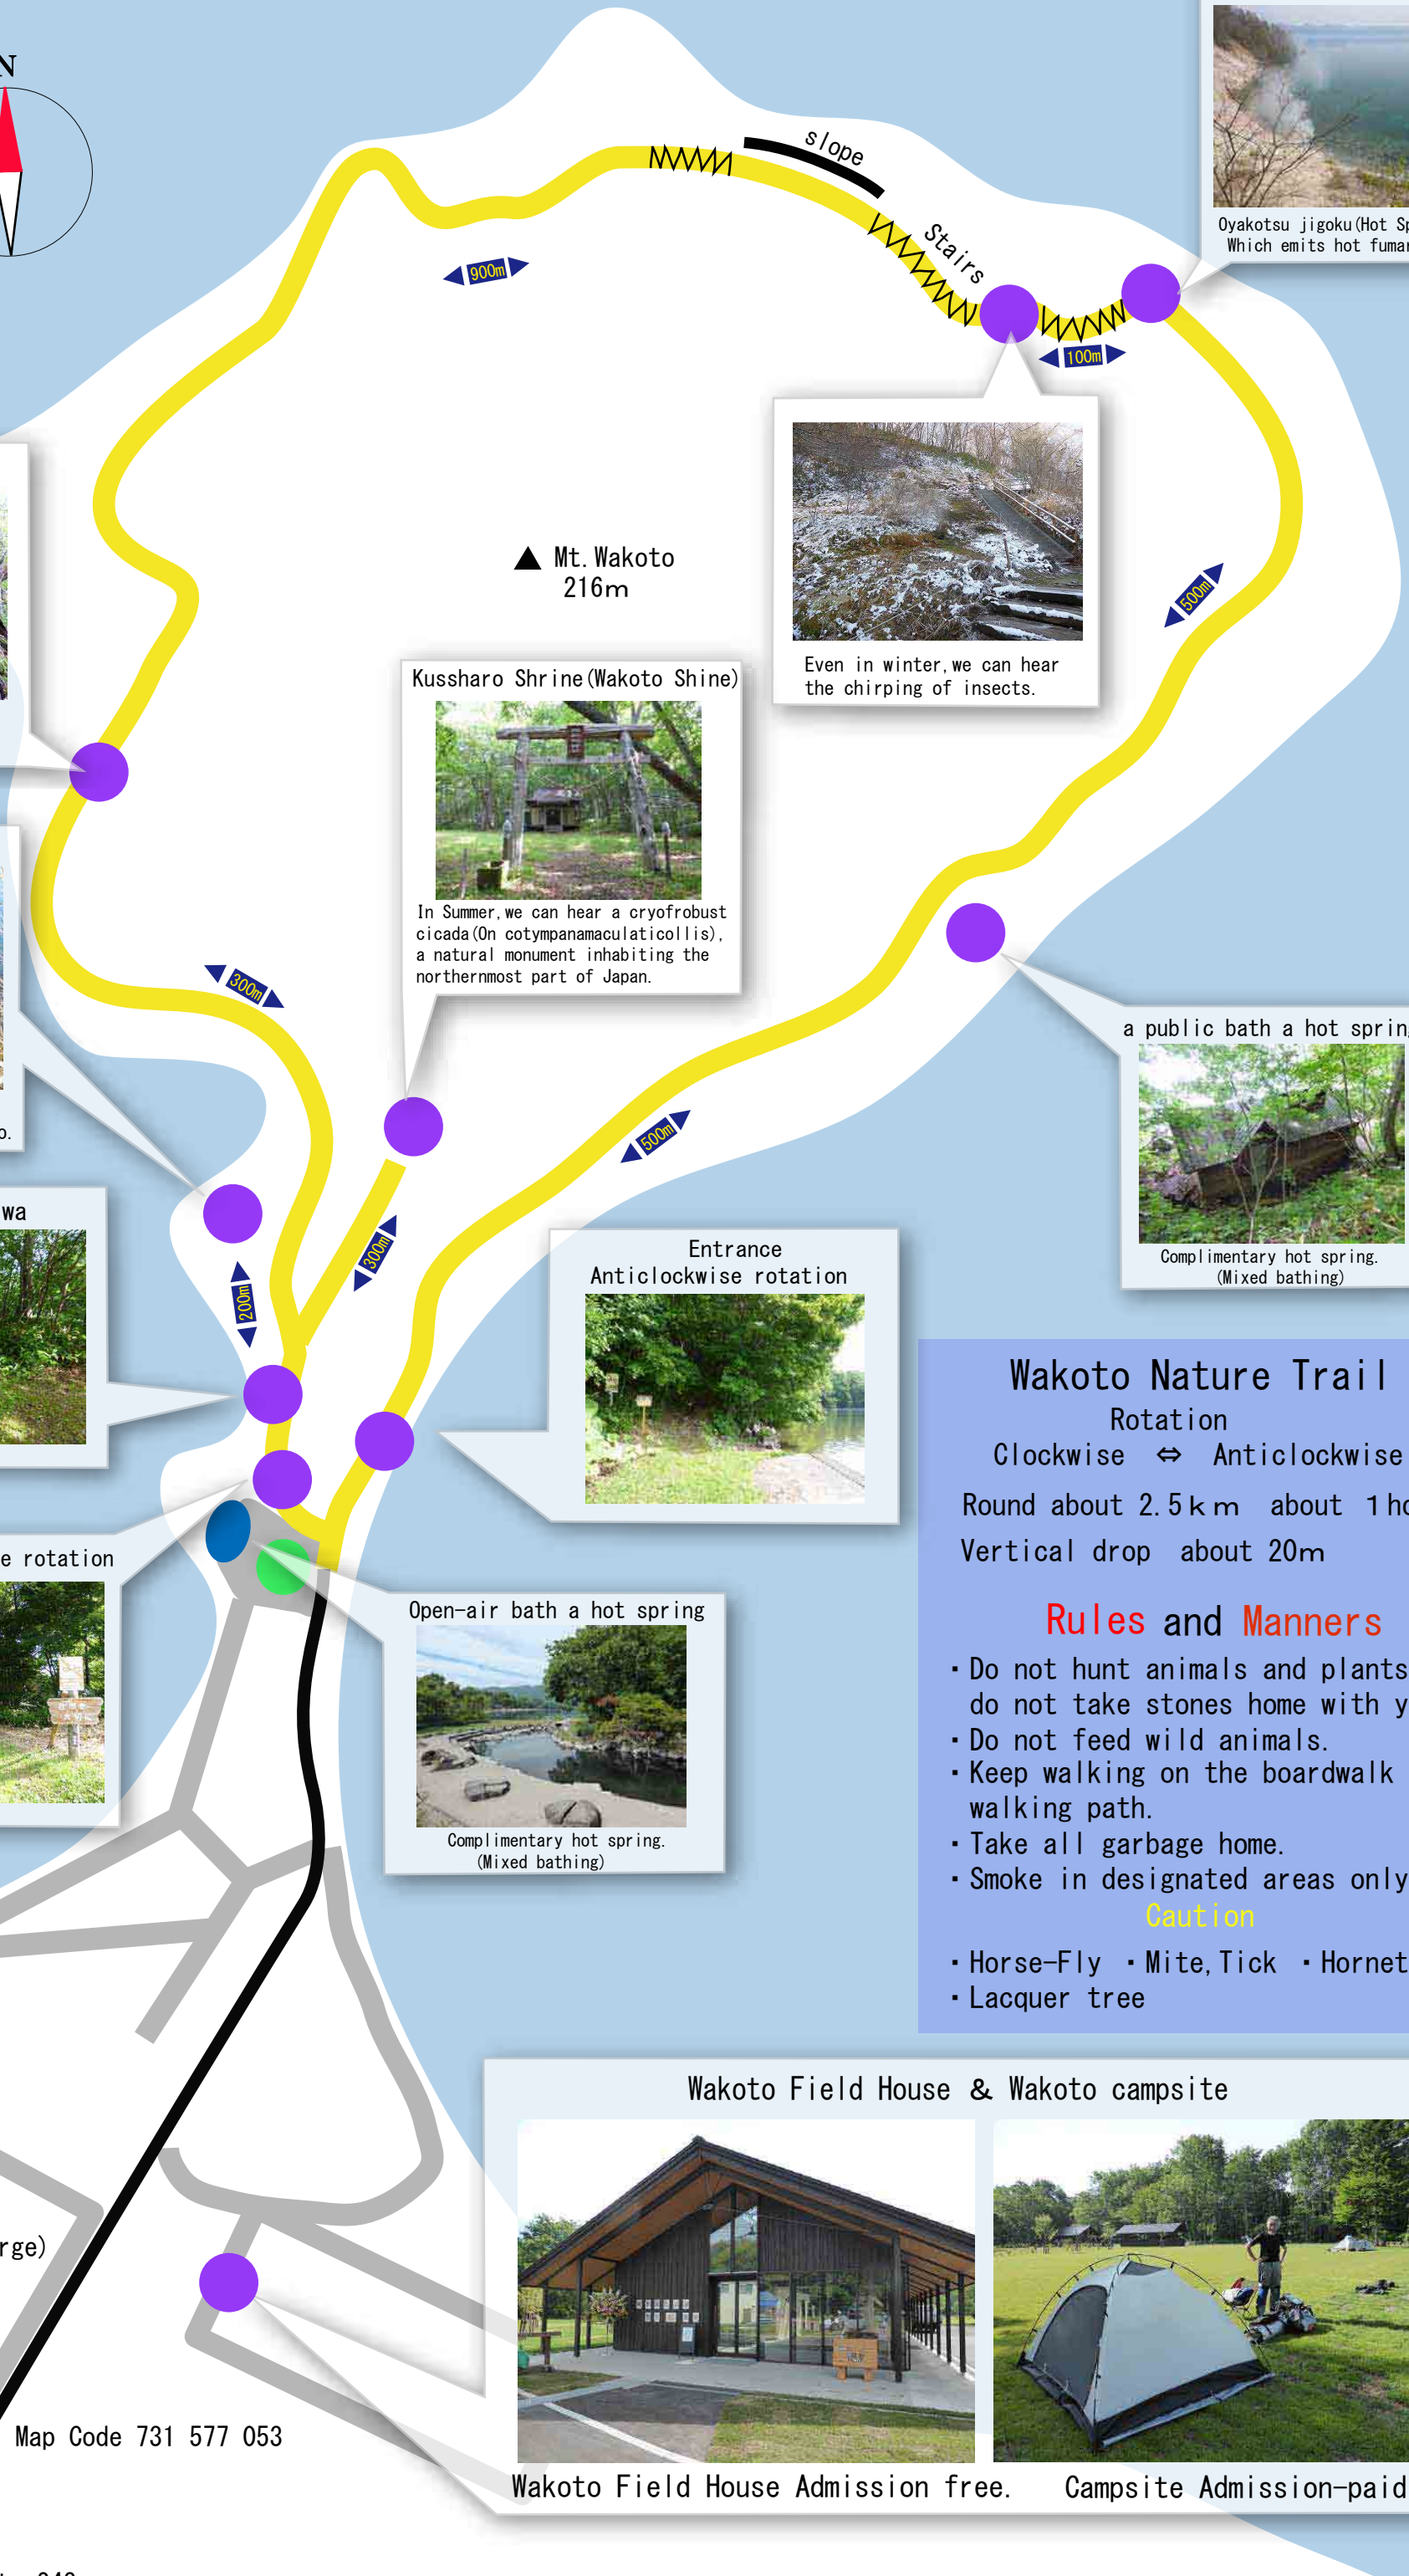 N
slope
Stairs
900m
100m
Oyakotsu jigoku(Hot Sp
Which emits hot fumar
Mt.Wakoto
216m
Even in winter,we can hear
the chirping of insects.
500m
Kussharo Shrine(Wakoto Shine)
In Summer,we can hear a cryofrobust
cicada(On cotympanamaculaticollis),
a natural monument inhabiting the
northernmost part of Japan.
300m
a public bath a hot sprin
Complimentary hot spring.
(Mixed bathing)
500m
o.
wa
300m
200m
Entrance
Anticlockwise rotation
e rotation
Open-air bath a hot spring
Complimentary hot spring.
(Mixed bathing)
Wakoto Nature Trail
Rotation
Clockwise ⇔ Anticlockwise
Round about 2.5km about 1ho
Vertical drop about 20m
Rules and Manners
・Do not hunt animals and plants
do not take stones home with y
・Do not feed wild animals.
・Keep walking on the boardwalk
walking path.
・Take all garbage home.
・Smoke in designated areas only
Caution
・Horse-Fly ・Mite,Tick ・Hornet
・Lacquer tree
Wakoto Field House & Wakoto campsite
rge)
Map Code 731 577 053
Wakoto Field House Admission free.
Campsite Admission-paid